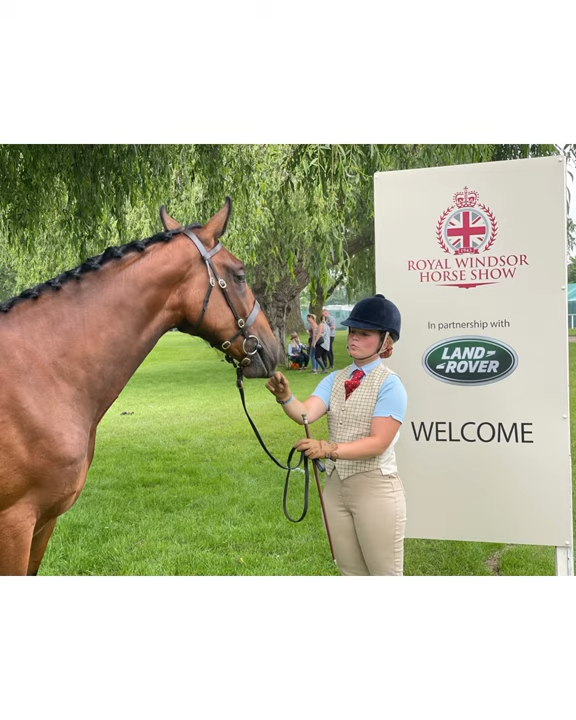 ROYAL WINDSOR
HORSE SHOW
In partnership with
LAND
ROVER
WELCOME